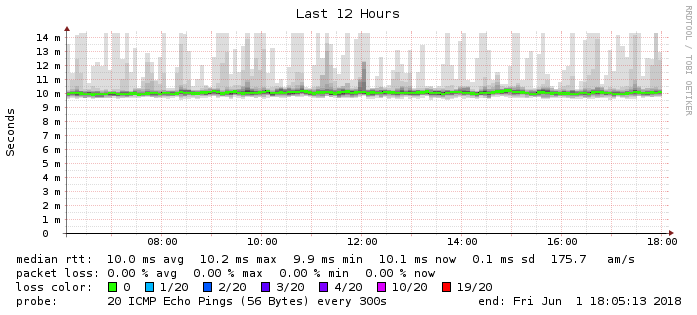 Last 12 Hours
RRDTOOL / TOBI OETIKER
Seconds
14 m
13 m
12 m
11 m
10 m
9 m
8 m
7 m
6 m
5 m
4 m
3 m
2 m
1 m
0
08:00 10:00 12:00 14:00 16:00 18:00
median rtt: 10.0 ms avg 10.2 ms max 9.9 ms min 10.1 ms now 0.1 ms sd 175.7 am/s
packet loss: 0.00 % avg 0.00 % max 0.00 % min 0.00 % now
loss color: 0 1/20 2/20 3/20 4/20 10/20 19/20
probe: 20 ICMP Echo Pings (56 Bytes) every 300s end: Fri Jun 1 18:05:13 2018